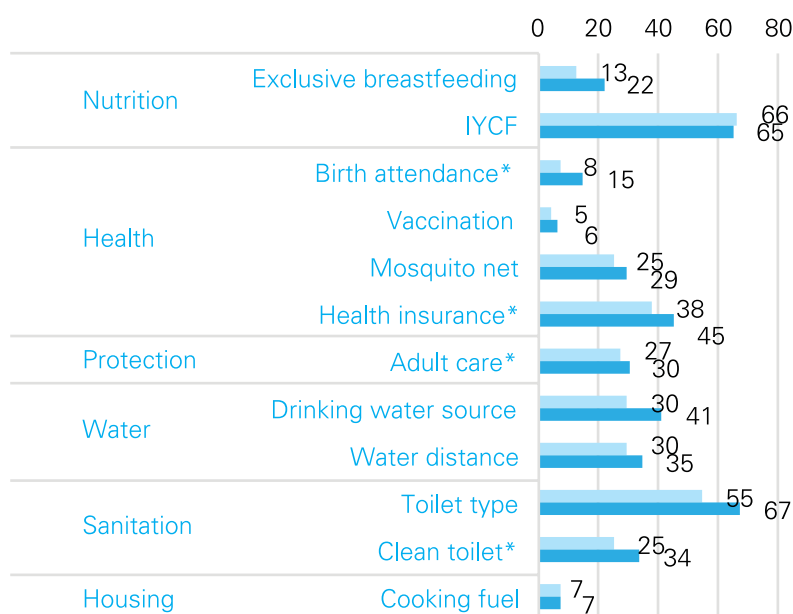 0 20 40 60 80
Nutrition
Exclusive breastfeeding 13
22
IYCF 66
65
Health
Birth attendance* 8
15
Vaccination 5
6
Mosquito net 25
29
Health insurance* 38
45
Protection
Adult care* 27
30
Water
Drinking water source 30
41
Water distance 30
35
Sanitation
Toilet type 55
67
Clean toilet* 25
34
Housing
Cooking fuel 7
7